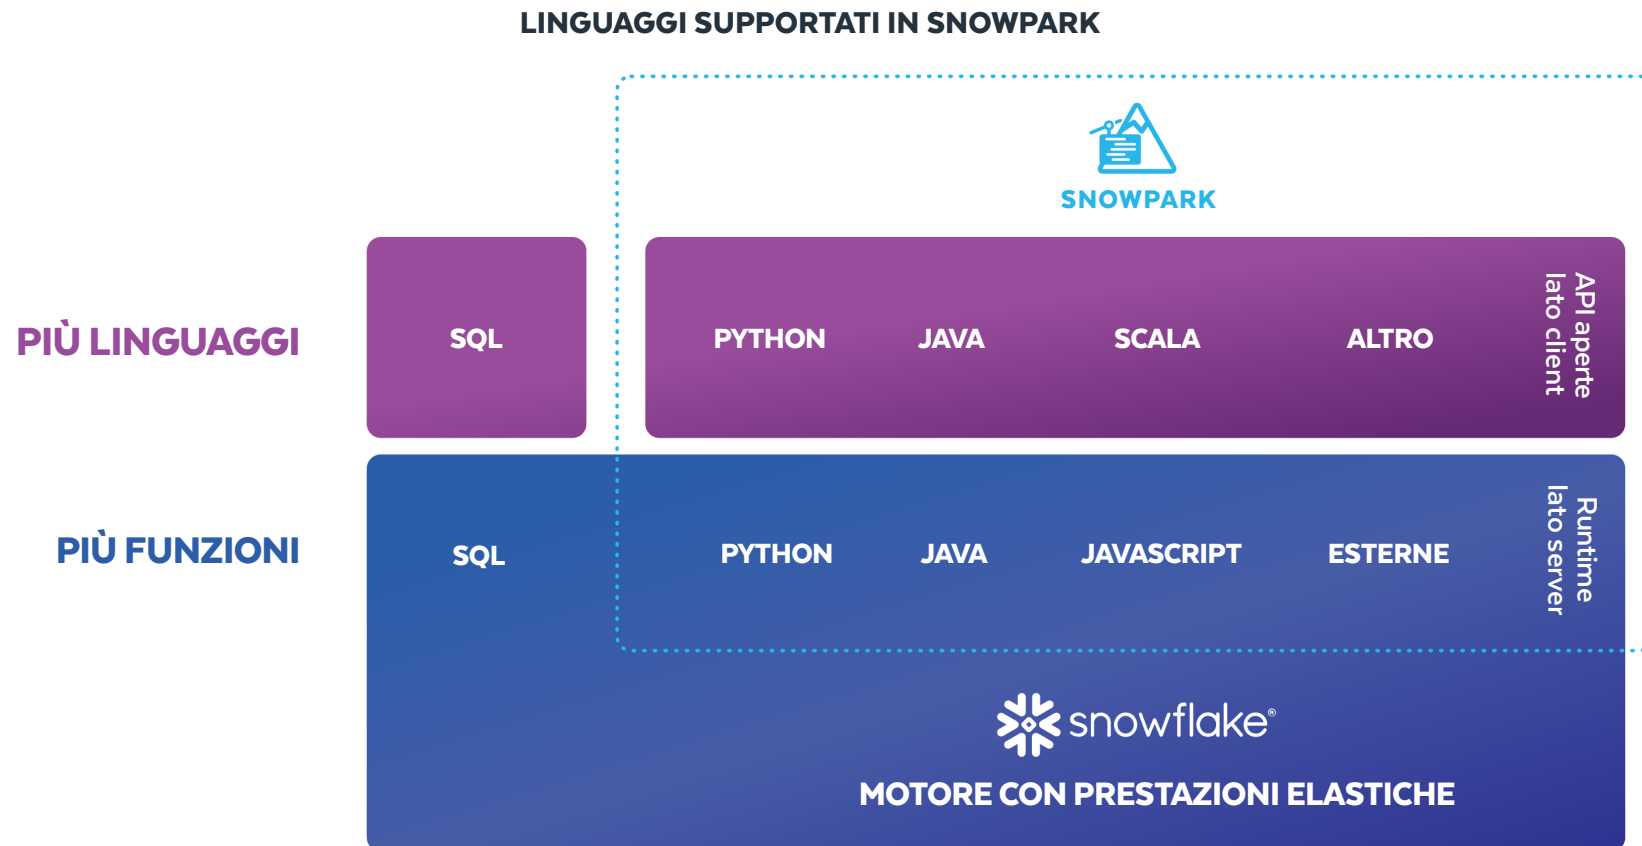 LINGUAGGI SUPPORTATI IN SNOWPARK
SNOWPARK
PIÙ LINGUAGGI
SQL
PYTHON
JAVA
SCALA
ALTRO
API aperte
lato client
PIÙ FUNZIONI
SQL
PYTHON
JAVA
JAVASCRIPT
ESTERNE
Runtime
lato server
snowflake®
MOTORE CON PRESTAZIONI ELASTICHE